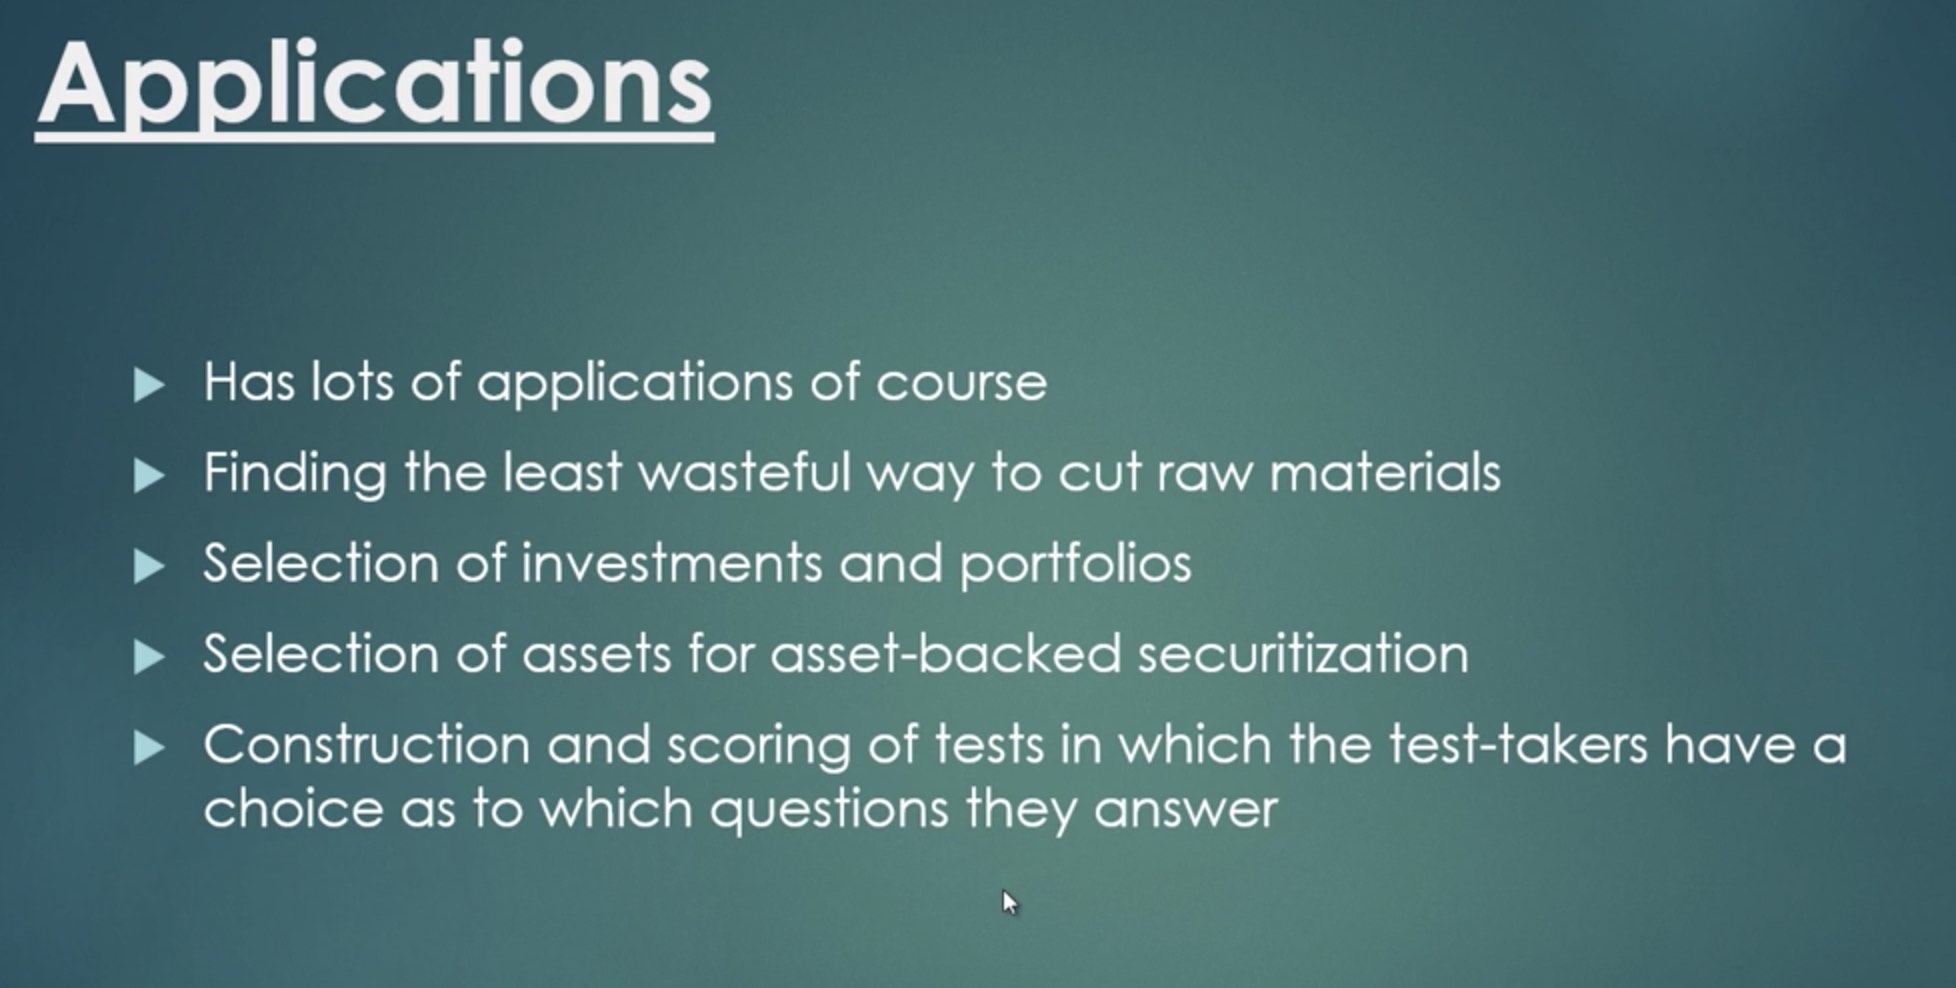 Applications
Has lots of applications of course
Finding the least wasteful way to cut raw materials
Selection of investments and portfolios
Selection of assets for asset-backed securitization
Construction and scoring of tests in which the test-takers have a
choice as to which questions they answer